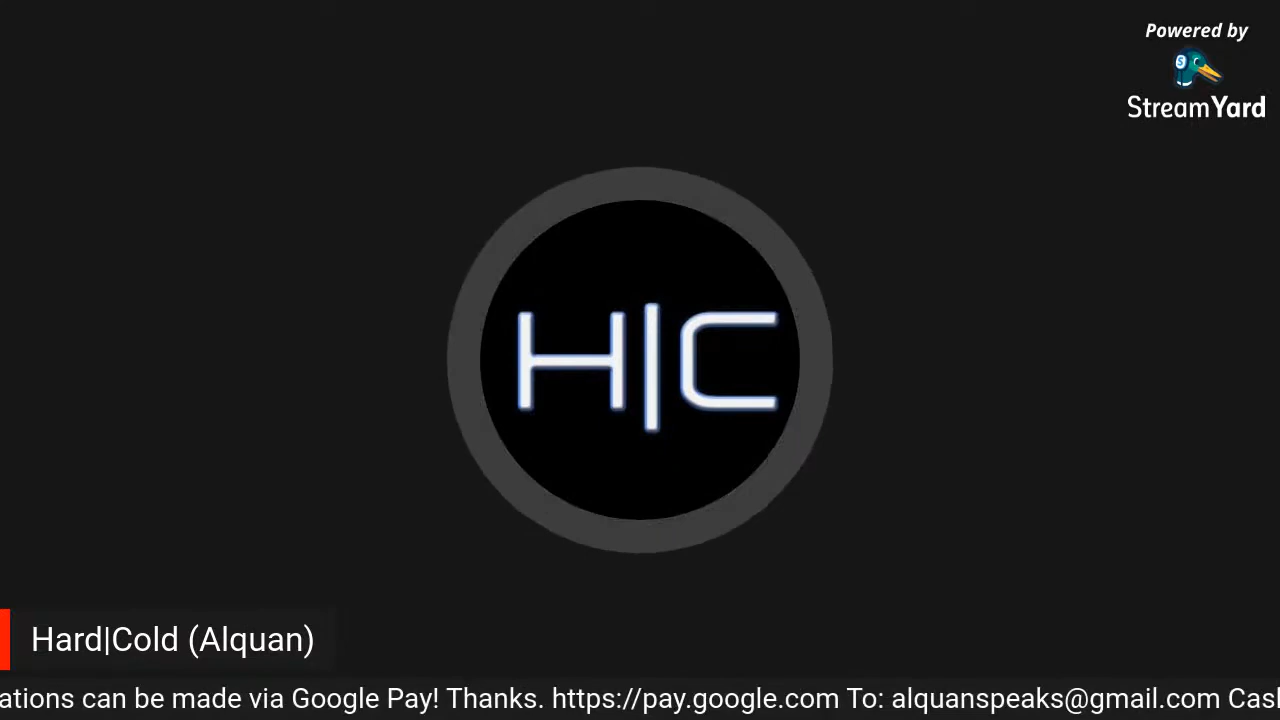 Powered by
StreamYard
H|C
Hard|Cold (Alquan)
ations can be made via Google Pay! Thanks. https://pay.google.com To: alquanspeaks@gmail.com Cas